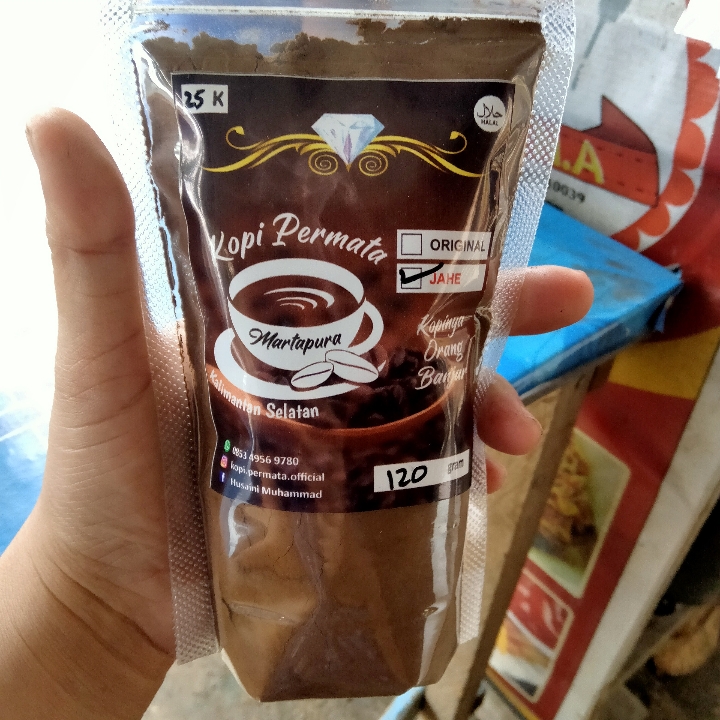 25 K
حلال
HALAL
Kopi Permata
ORIGINAL
JAHE
Martapura
Kopinya
Orang
Banjar
Kalimantan Selatan
0853 4956 9780
kopi.permata.official
Husaini Muhammad
120 gram
.A
0039